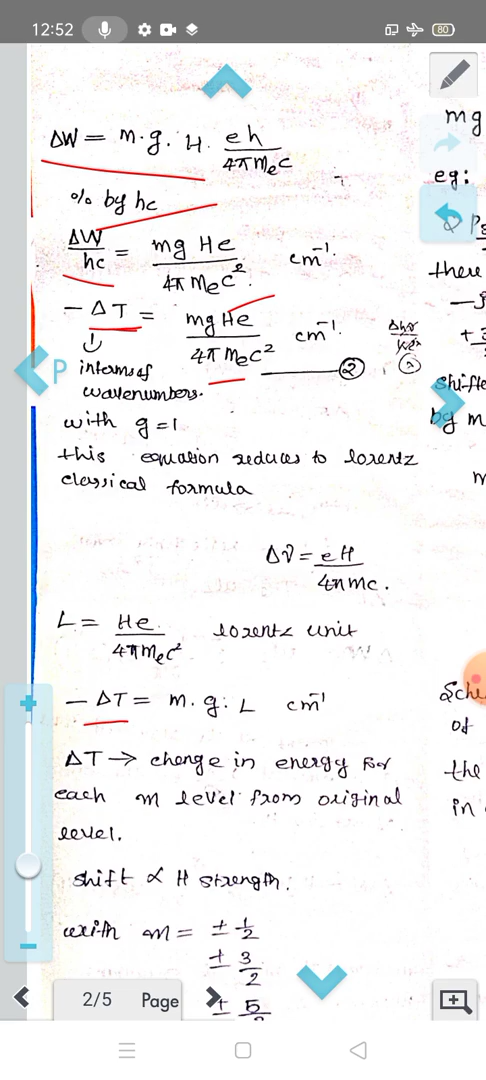 12:52
80
ΔW = m.g. H. eh/4πMec
mg
% by hc
eg:
ΔW/hc = mg He/4π Mec² cm⁻¹.
there
- ΔT = mg He/4π Mec² cm⁻¹. ②
P interms of
wavenumbers.
shifte
by m
with g=1
this equation reduces to lorentz
classical formula
Δν = eH/4πmc.
L = He/4πMec² lorentz unit
- ΔT = m.g. L cm⁻¹
Sche
of
ΔT → change in energy for
the
each m level from original
in
level.
shift ∝ H strength.
with m = ± 1/2
± 3/2
± 5
2/5 Page